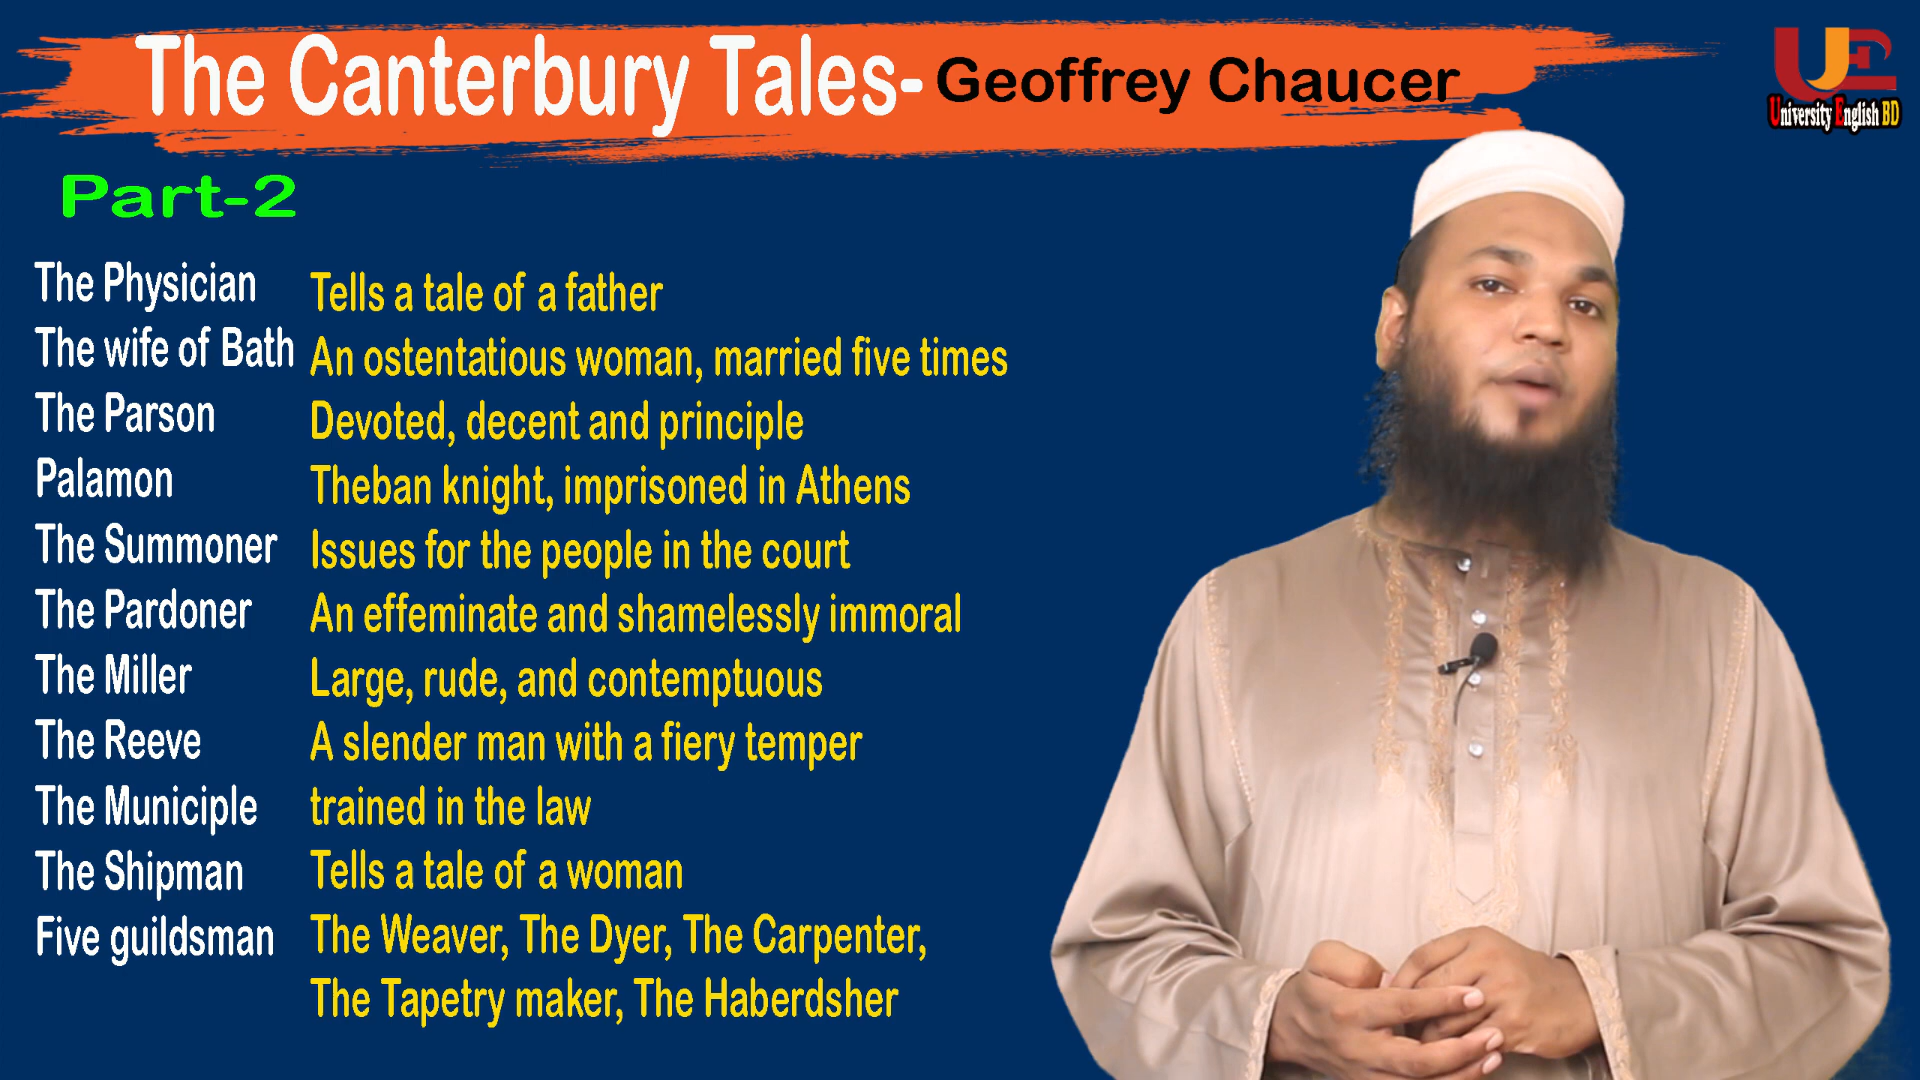 The Canterbury Tales- Geoffrey Chaucer
UE
University English BD
Part-2
The Physician Tells a tale of a father
The wife of Bath An ostentatious woman, married five times
The Parson Devoted, decent and principle
Palamon Theban knight, imprisoned in Athens
The Summoner Issues for the people in the court
The Pardoner An effeminate and shamelessly immoral
The Miller Large, rude, and contemptuous
The Reeve A slender man with a fiery temper
The Municiple trained in the law
The Shipman Tells a tale of a woman
Five guildsman The Weaver, The Dyer, The Carpenter,
The Tapetry maker, The Haberdsher